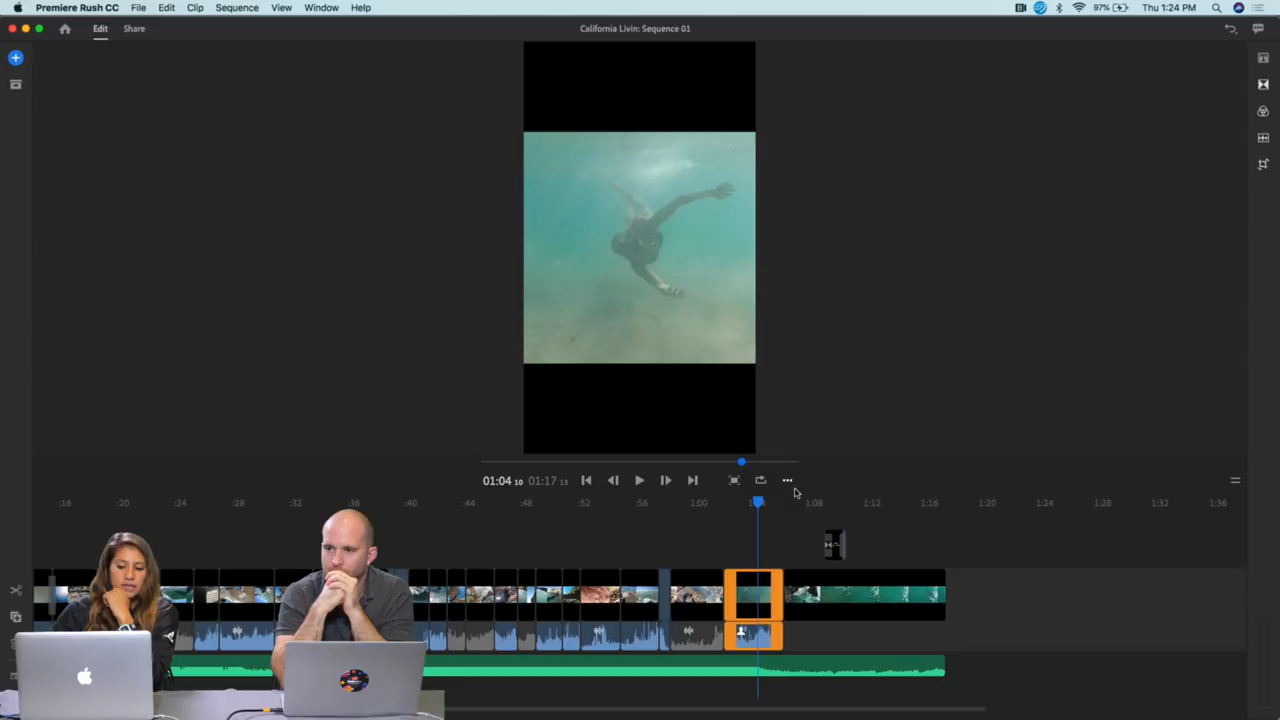 Premiere Rush CC File Edit Clip Sequence View Window Help 97% Thu 1:24 PM
Edit Share California Livin: Sequence 01
01:04 10 01:17 13
:16 :20 :24 :28 :32 :36 :40 :44 :48 :52 :56 1:00 1:08 1:12 1:16 1:20 1:24 1:28 1:32 1:36